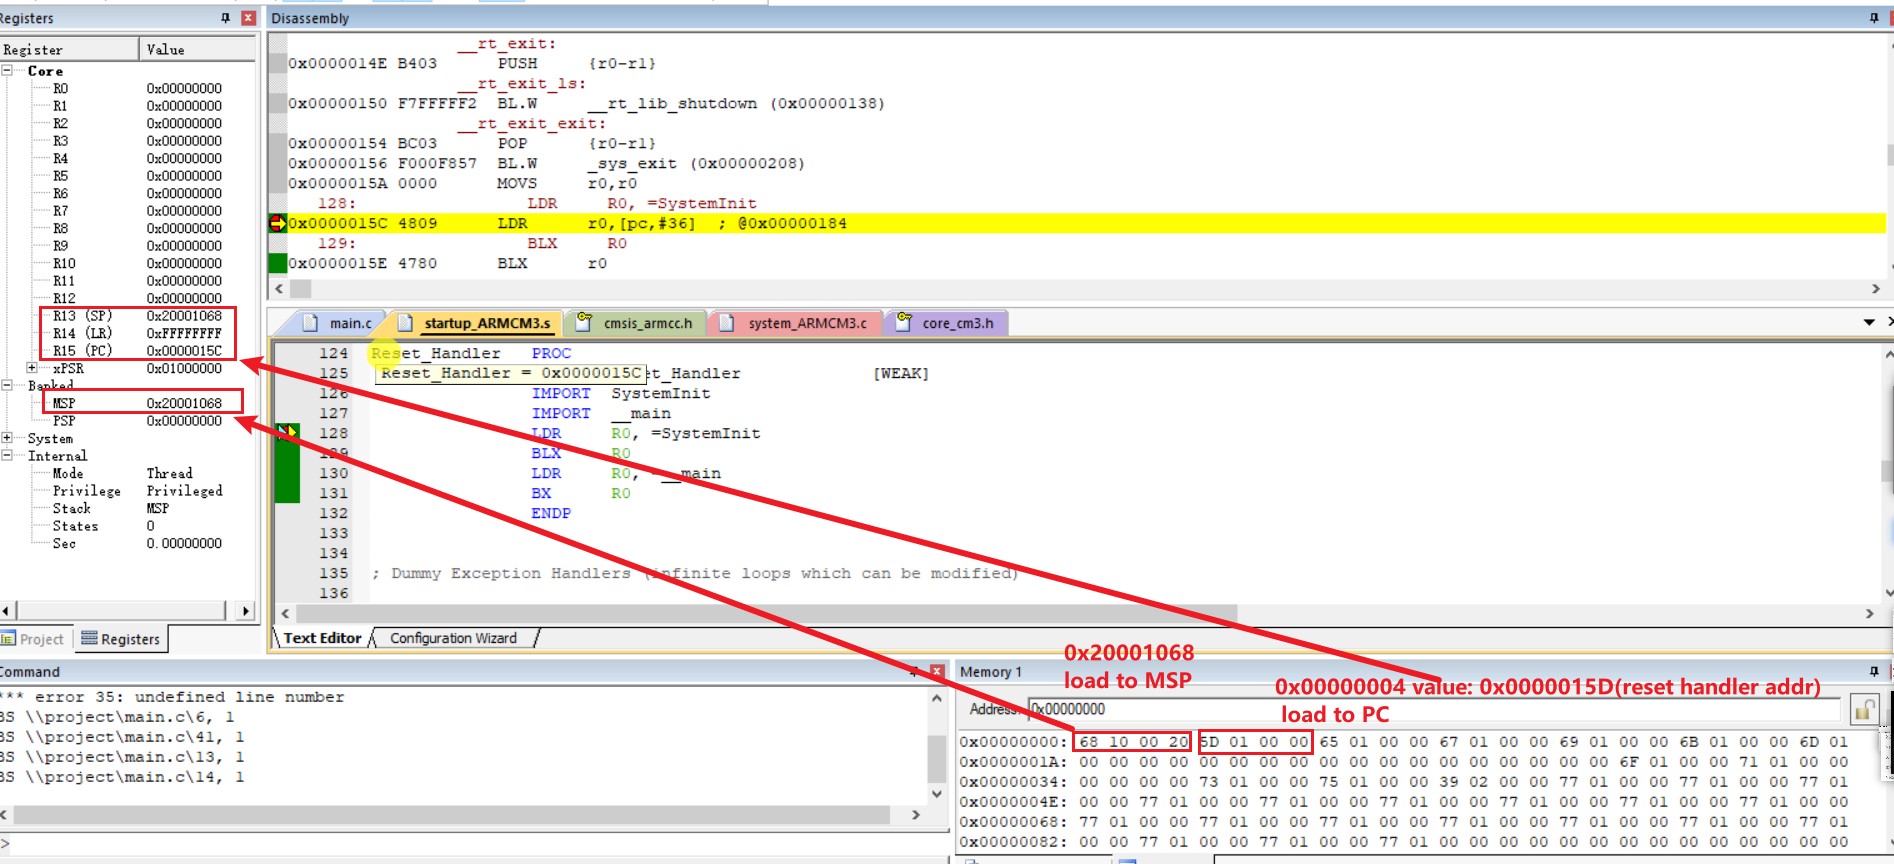 Registers
Register Value
Core
R0 0x00000000
R1 0x00000000
R2 0x00000000
R3 0x00000000
R4 0x00000000
R5 0x00000000
R6 0x00000000
R7 0x00000000
R8 0x00000000
R9 0x00000000
R10 0x00000000
R11 0x00000000
R12 0x00000000
R13 (SP) 0x20001068
R14 (LR) 0xFFFFFFFF
R15 (PC) 0x0000015C
xPSR 0x01000000
Banked
MSP 0x20001068
PSP 0x00000000
System
Internal
Mode Thread
Privilege Privileged
Stack MSP
States 0
Sec 0.00000000
Project Registers
Disassembly
__rt_exit:
0x0000014E B403 PUSH {r0-r1}
__rt_exit_ls:
0x00000150 F7FFFFF2 BL.W __rt_lib_shutdown (0x00000138)
__rt_exit_exit:
0x00000154 BC03 POP {r0-r1}
0x00000156 F000F857 BL.W _sys_exit (0x00000208)
0x0000015A 0000 MOVS r0,r0
128: LDR R0, =SystemInit
0x0000015C 4809 LDR r0,[pc,#36] ; @0x00000184
129: BLX R0
0x0000015E 4780 BLX r0
main.c startup_ARMCM3.s cmsis_armcc.h system_ARMCM3.c core_cm3.h
124 Reset_Handler PROC
125 Reset_Handler = 0x0000015C et_Handler [WEAK]
126 IMPORT SystemInit
127 IMPORT __main
128 LDR R0, =SystemInit
129 BLX R0
130 LDR R0, =__main
131 BX R0
132 ENDP
133
134
135 ; Dummy Exception Handlers (infinite loops which can be modified)
136
Text Editor Configuration Wizard
Command
*** error 35: undefined line number
BS \\project\main.c\6, 1
BS \\project\main.c\41, 1
BS \\project\main.c\13, 1
BS \\project\main.c\14, 1
>
0x20001068
load to MSP
Memory 1
0x00000004 value: 0x0000015D(reset handler addr)
load to PC
Address: 0x00000000
0x00000000: 68 10 00 20 5D 01 00 00 65 01 00 00 67 01 00 00 69 01 00 00 6B 01 00 00 6D 01
0x0000001A: 00 00 00 00 00 00 00 00 00 00 00 00 00 00 00 00 00 00 6F 01 00 00 71 01 00 00
0x00000034: 00 00 00 00 73 01 00 00 75 01 00 00 39 02 00 00 77 01 00 00 77 01 00 00 77 01
0x0000004E: 00 00 77 01 00 00 77 01 00 00 77 01 00 00 77 01 00 00 77 01 00 00 77 01 00 00
0x00000068: 77 01 00 00 77 01 00 00 77 01 00 00 77 01 00 00 77 01 00 00 77 01 00 00 77 01
0x00000082: 00 00 77 01 00 00 77 01 00 00 77 01 00 00 00 00 00 00 00 00 00 00 00 00 00 00